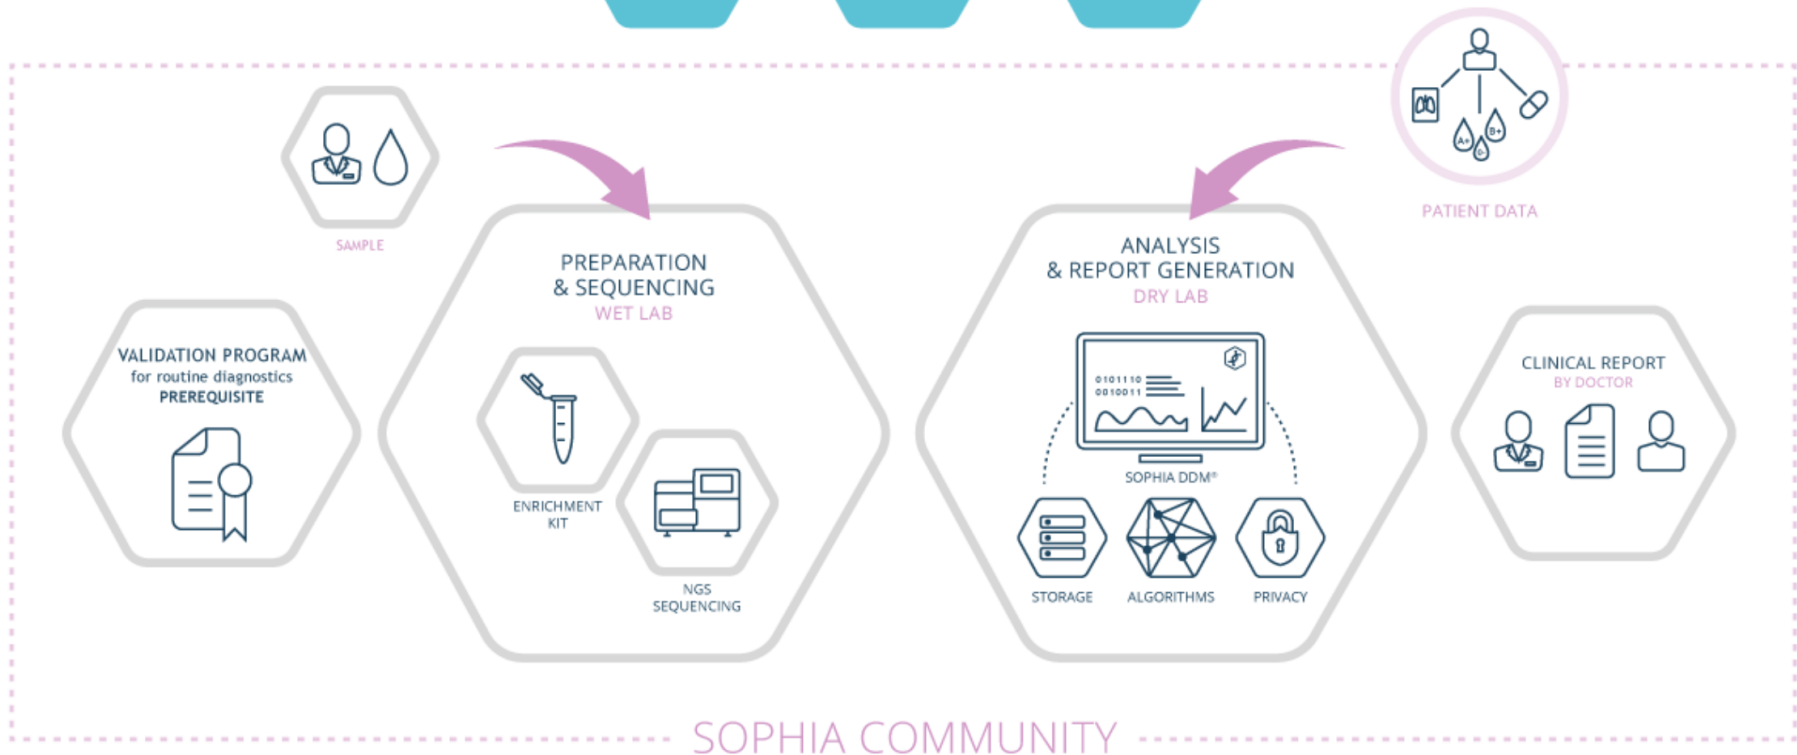 SAMPLE
PATIENT DATA
VALIDATION PROGRAM
for routine diagnostics
PREREQUISITE
PREPARATION
& SEQUENCING
WET LAB
ENRICHMENT
KIT
NGS
SEQUENCING
ANALYSIS
& REPORT GENERATION
DRY LAB
0101110
0010011
SOPHIA DDM®
STORAGE
ALGORITHMS
PRIVACY
CLINICAL REPORT
BY DOCTOR
A+
B+
SOPHIA COMMUNITY